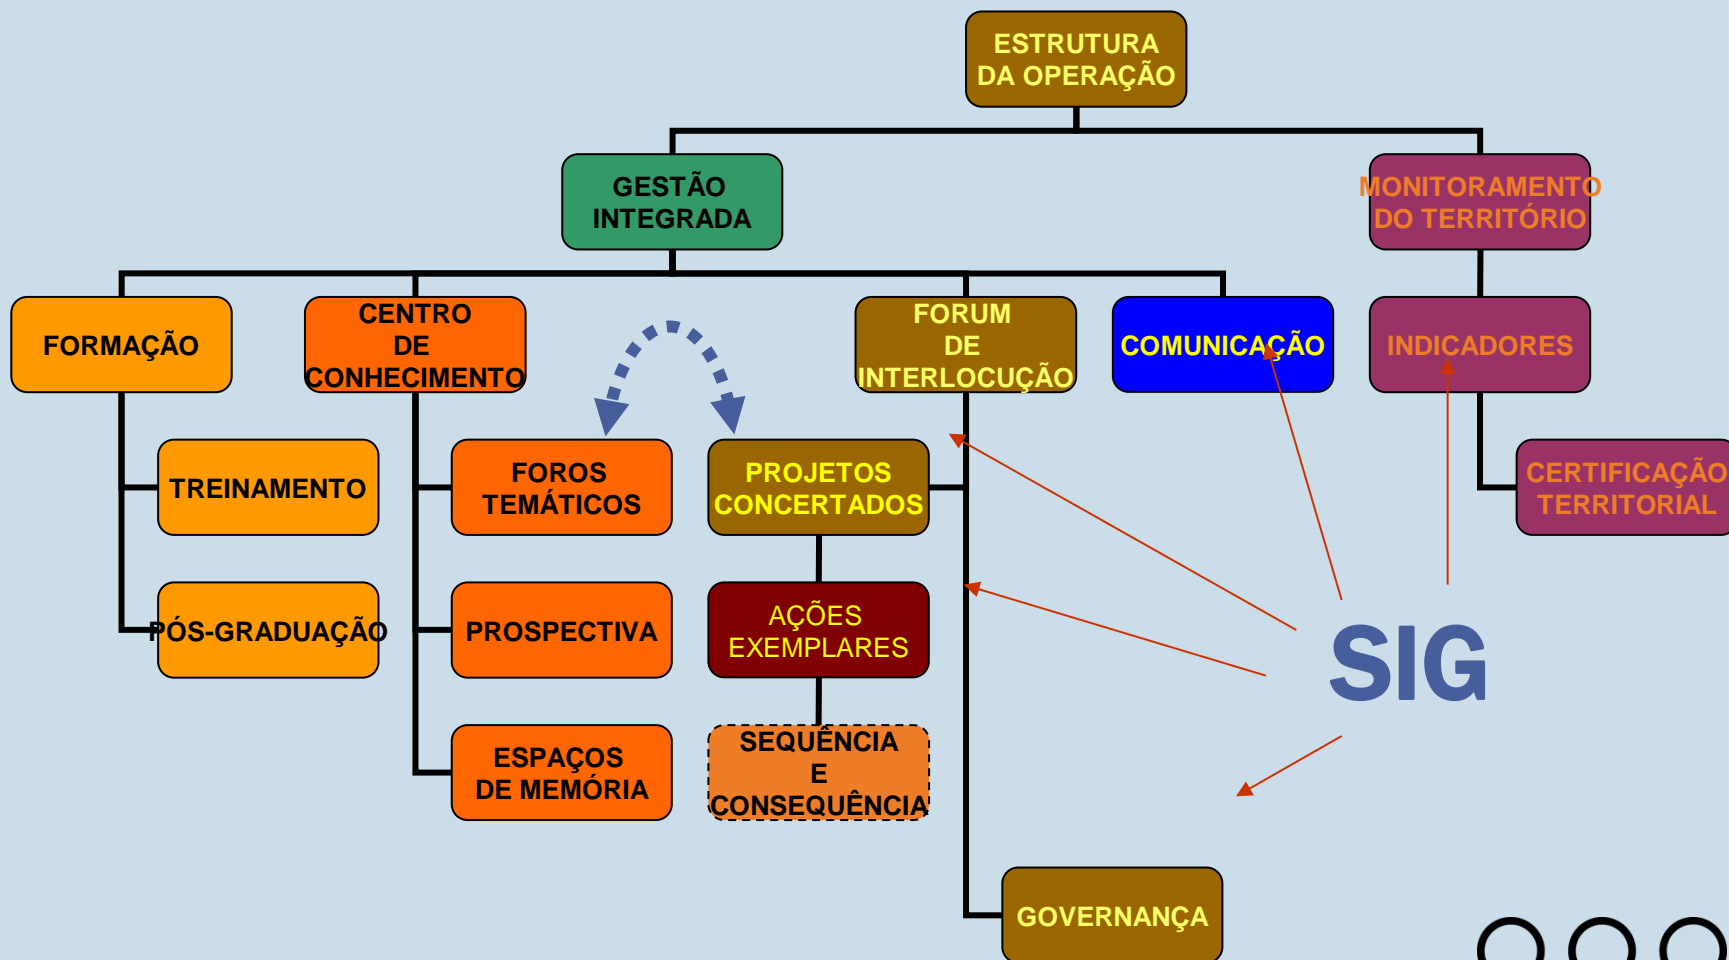 ESTRUTURA
DA OPERAÇÃO
GESTÃO
INTEGRADA
MONITORAMENTO
DO TERRITÓRIO
FORMAÇÃO
CENTRO
DE
CONHECIMENTO
FORUM
DE
INTERLOCUÇÃO
COMUNICAÇÃO
INDICADORES
TREINAMENTO
FOROS
TEMÁTICOS
PROJETOS
CONCERTADOS
CERTIFICAÇÃO
TERRITORIAL
PÓS-GRADUAÇÃO
PROSPECTIVA
AÇÕES
EXEMPLARES
SIG
ESPAÇOS
DE MEMÓRIA
SEQUÊNCIA
E
CONSEQUÊNCIA
GOVERNANÇA